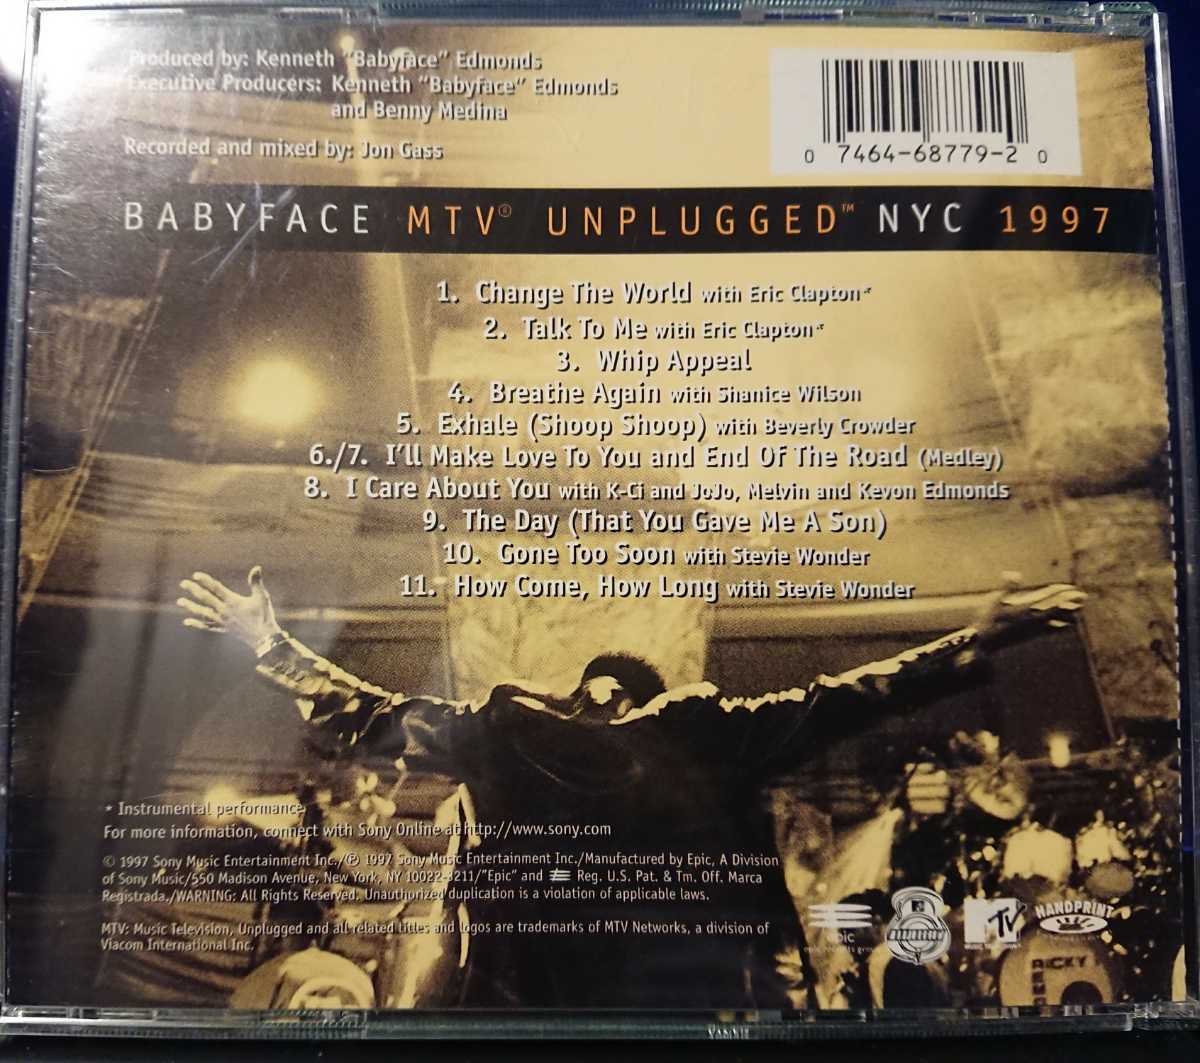 Produced by: Kenneth "Babyface" Edmonds
Executive Producers: Kenneth "Babyface" Edmonds
and Benny Medina
Recorded and mixed by: Jon Gass
0 7464-68779-2 0
BABYFACE MTV® UNPLUGGED™ NYC 1997
1. Change The World with Eric Clapton*
2. Talk To Me with Eric Clapton*
3. Whip Appeal
4. Breathe Again with Shanice Wilson
5. Exhale (Shoop Shoop) with Beverly Crowder
6./7. I'll Make Love To You and End Of The Road (Medley)
8. I Care About You with K-Ci and JoJo, Melvin and Kevon Edmonds
9. The Day (That You Gave Me A Son)
10. Gone Too Soon with Stevie Wonder
11. How Come, How Long with Stevie Wonder
* Instrumental performance
For more information, connect with Sony Online at http://www.sony.com
© 1997 Sony Music Entertainment Inc./℗ 1997 Sony Music Entertainment Inc./Manufactured by Epic, A Division
of Sony Music/550 Madison Avenue, New York, NY 10022-3211/"Epic" and Reg. U.S. Pat. & Tm. Off. Marca
Registrada./WARNING: All Rights Reserved. Unauthorized duplication is a violation of applicable laws.
MTV: Music Television, Unplugged and all related titles and logos are trademarks of MTV Networks, a division of
Viacom International Inc.
epic
MTV
HANDPRINT
RICKY